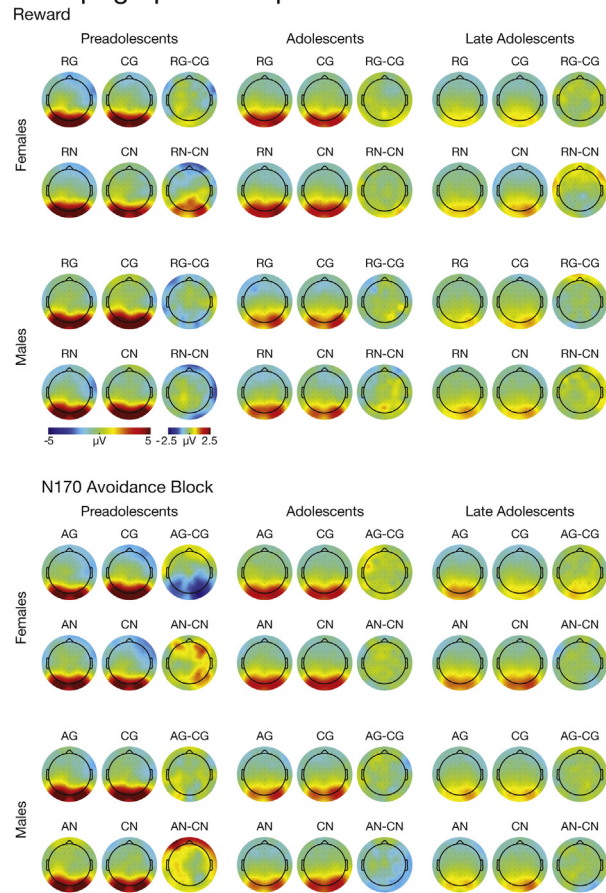 Reward
Preadolescents Adolescents Late Adolescents
RG CG RG-CG RG CG RG-CG RG CG RG-CG
Females
RN CN RN-CN RN CN RN-CN RN CN RN-CN
RG CG RG-CG RG CG RG-CG RG CG RG-CG
Males
RN CN RN-CN RN CN RN-CN RN CN RN-CN
-5 µV 5 -2.5 µV 2.5
N170 Avoidance Block
Preadolescents Adolescents Late Adolescents
AG CG AG-CG AG CG AG-CG AG CG AG-CG
Females
AN CN AN-CN AN CN AN-CN AN CN AN-CN
AG CG AG-CG AG CG AG-CG AG CG AG-CG
Males
AN CN AN-CN AN CN AN-CN AN CN AN-CN